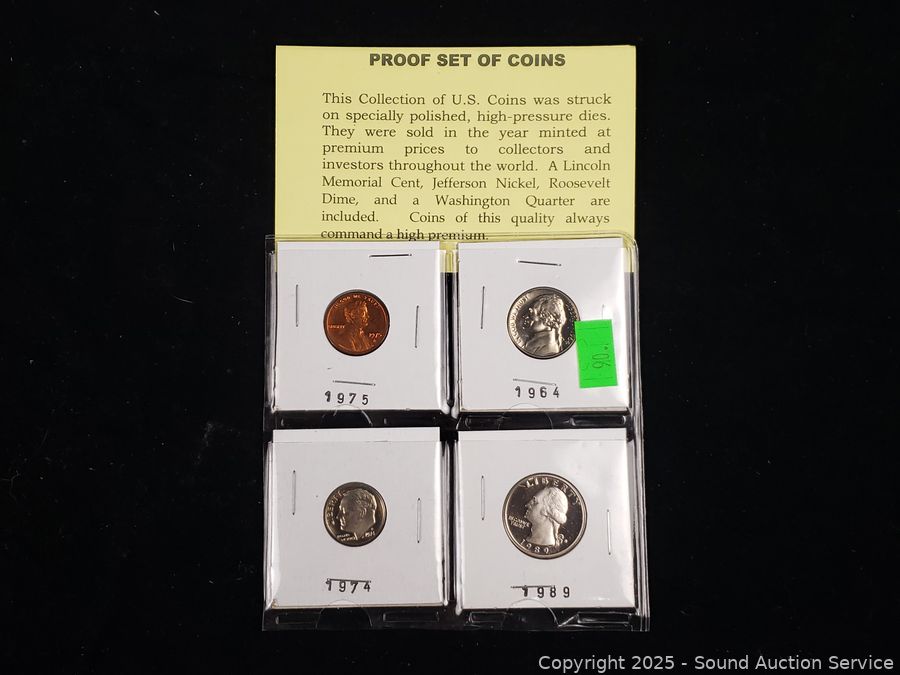 PROOF SET OF COINS
This Collection of U.S. Coins was struck
on specially polished, high-pressure dies.
They were sold in the year minted at
premium prices to collectors and
investors throughout the world. A Lincoln
Memorial Cent, Jefferson Nickel, Roosevelt
Dime, and a Washington Quarter are
included. Coins of this quality always
command a high premium.
LIBERTY
1975
1964
LIBERTY
1974
LIBERTY
1989
1989
Copyright 2025 - Sound Auction Service